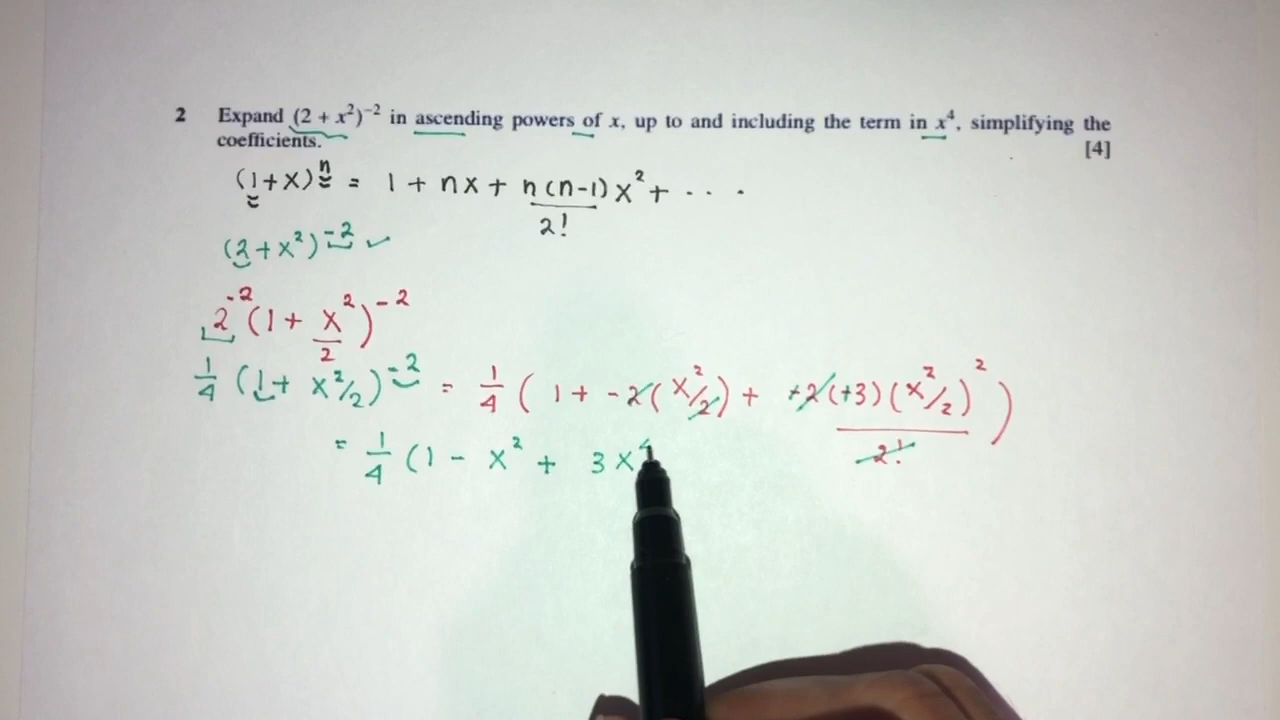 2 Expand (2 + x²)⁻² in ascending powers of x, up to and including the term in x⁴, simplifying the
coefficients. [4]
(1+x)ⁿ = 1 + nx + n(n-1)/2! x² + . . .
(2+x²)⁻² ✓
2⁻²(1 + x²/2)⁻²
1/4 (1 + x²/2)⁻² = 1/4 ( 1 + -2(x²/2) + +2(+3)(x²/2)²/2! )
= 1/4 (1 - x² + 3x⁴